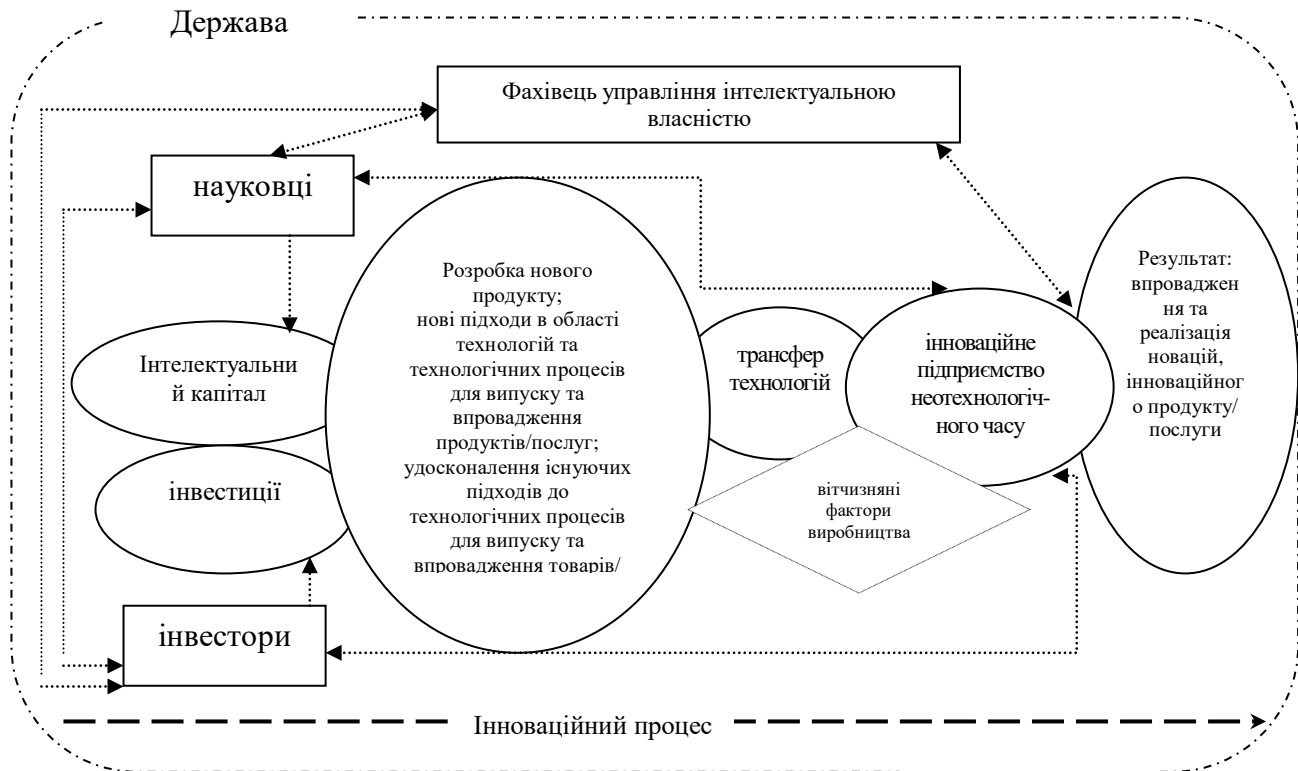 Держава
Фахівець управління інтелектуальною
власністю
науковці
Розробка нового
продукту;
нові підходи в області
технологій та
технологічних процесів
для випуску та
впровадження
продуктів/послуг;
удосконалення існуючих
підходів до
технологічних процесів
для випуску та
впровадження товарів/
Інтелектуальни
й капітал
інвестиції
трансфер
технологій
інноваційне
підприємство
неотехнологіч-
ного часу
Результат:
впроваджен
ня та
реалізація
новацій,
інноваційног
о продукту/
послуги
вітчизняні
фактори
виробництва
інвестори
Інноваційний процес